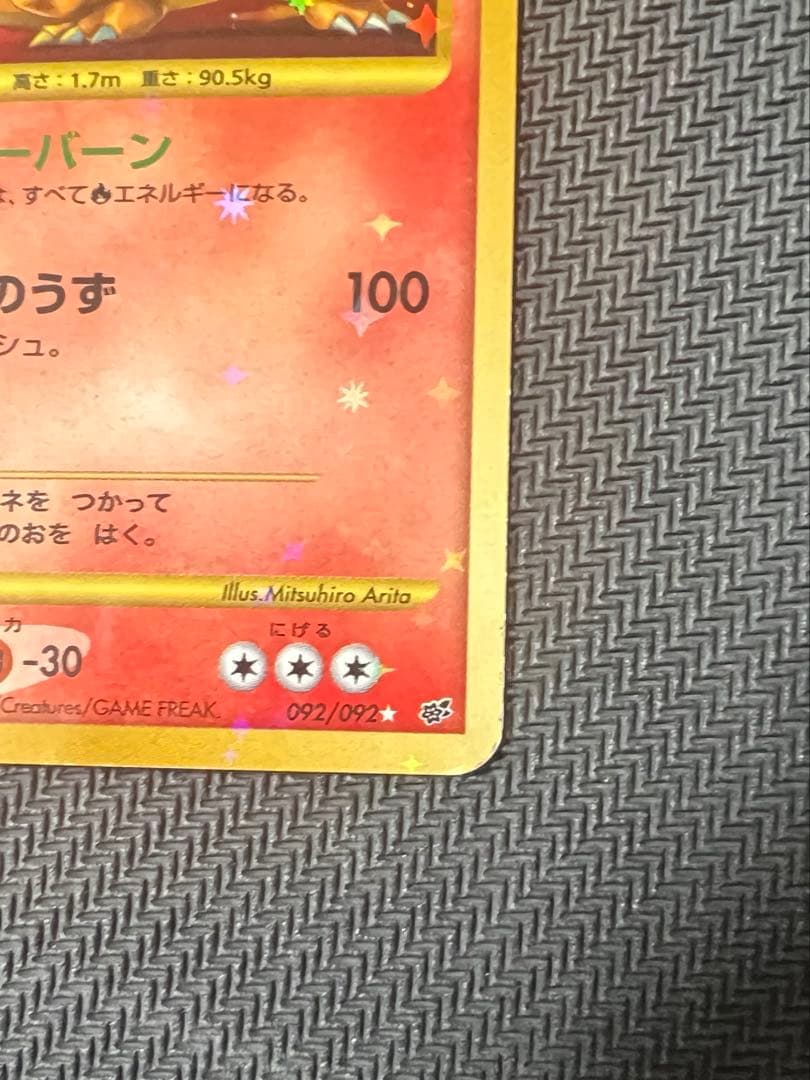 高さ：1.7m 重さ：90.5kg
ーバーン
、すべて エネルギーになる。
のうず 100
シュ。
ネを つかって
のおを はく。
Illus.Mitsuhiro Arita
カ にげる
-30
Creatures/GAME FREAK. 092/092★